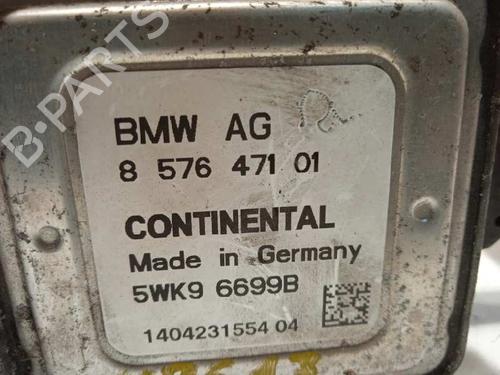 B-PARTS
BMW AG
8 576 471 01
CONTINENTAL
Made in Germany
5WK9 6699B
1404231554 04